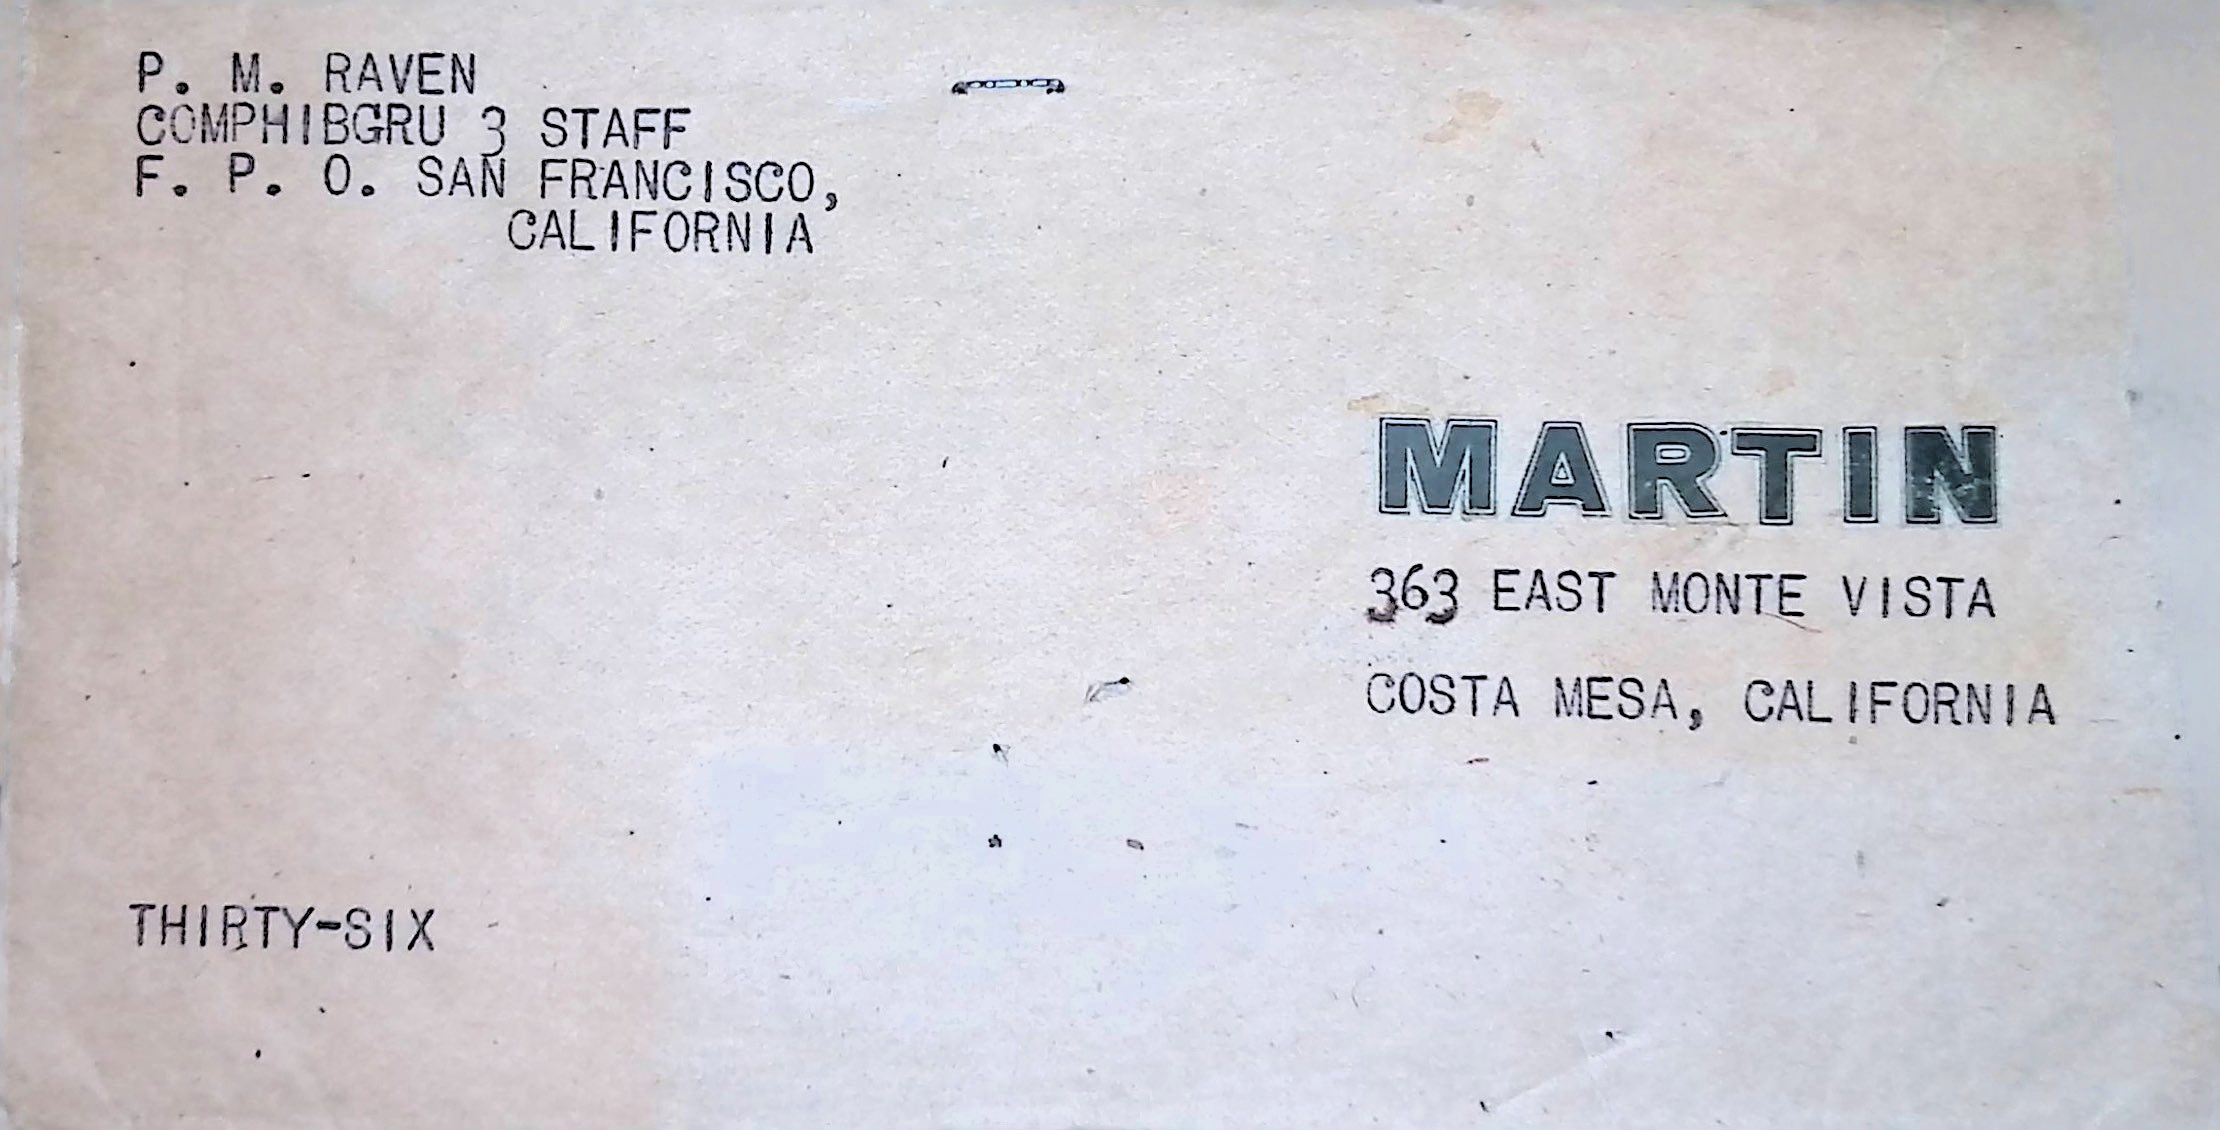 P. M. RAVEN
COMPHIBGRU 3 STAFF
F. P. O. SAN FRANCISCO,
CALIFORNIA
MARTIN
363 EAST MONTE VISTA
COSTA MESA, CALIFORNIA
THIRTY-SIX